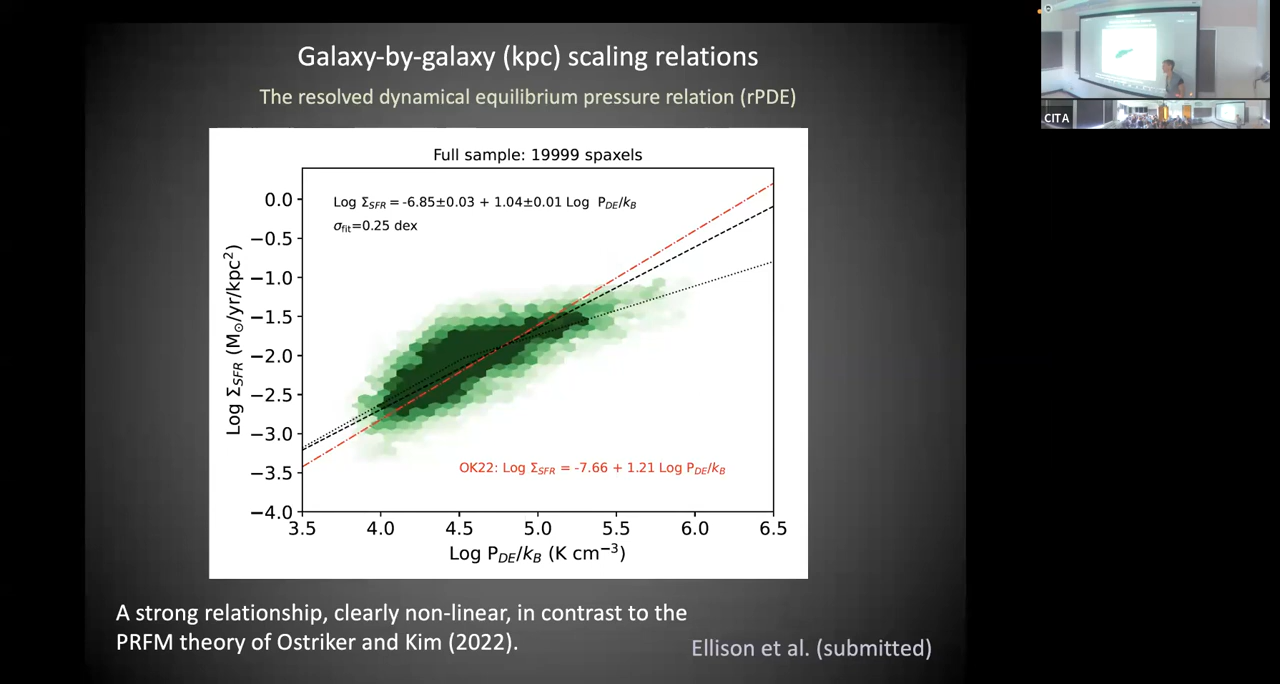 Galaxy-by-galaxy (kpc) scaling relations
The resolved dynamical equilibrium pressure relation (rPDE)
Full sample: 19999 spaxels
Log Σ_SFR = -6.85±0.03 + 1.04±0.01 Log P_DE/k_B
σ_fit=0.25 dex
Log Σ_SFR (M_⊙/yr/kpc²)
0.0
−0.5
−1.0
−1.5
−2.0
−2.5
−3.0
−3.5
−4.0
OK22: Log Σ_SFR = -7.66 + 1.21 Log P_DE/k_B
3.5 4.0 4.5 5.0 5.5 6.0 6.5
Log P_DE/k_B (K cm⁻³)
A strong relationship, clearly non-linear, in contrast to the
PRFM theory of Ostriker and Kim (2022).
Ellison et al. (submitted)
CITA